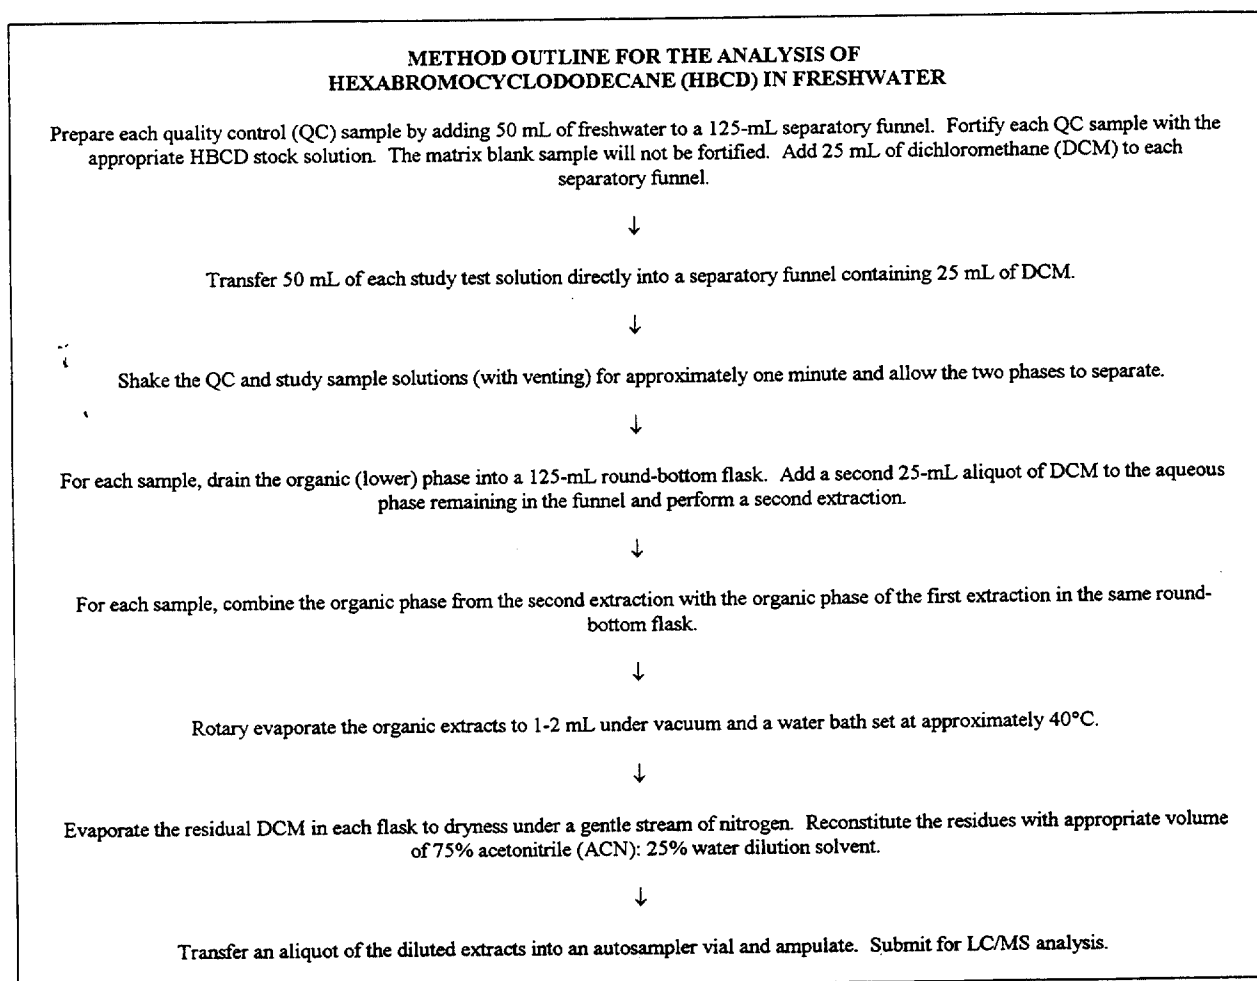 METHOD OUTLINE FOR THE ANALYSIS OF
HEXABROMOCYCLODODECANE (HBCD) IN FRESHWATER
Prepare each quality control (QC) sample by adding 50 mL of freshwater to a 125-mL separatory funnel. Fortify each QC sample with the
appropriate HBCD stock solution. The matrix blank sample will not be fortified. Add 25 mL of dichloromethane (DCM) to each
separatory funnel.
↓
Transfer 50 mL of each study test solution directly into a separatory funnel containing 25 mL of DCM.
↓
Shake the QC and study sample solutions (with venting) for approximately one minute and allow the two phases to separate.
↓
For each sample, drain the organic (lower) phase into a 125-mL round-bottom flask. Add a second 25-mL aliquot of DCM to the aqueous
phase remaining in the funnel and perform a second extraction.
↓
For each sample, combine the organic phase from the second extraction with the organic phase of the first extraction in the same round-
bottom flask.
↓
Rotary evaporate the organic extracts to 1-2 mL under vacuum and a water bath set at approximately 40°C.
↓
Evaporate the residual DCM in each flask to dryness under a gentle stream of nitrogen. Reconstitute the residues with appropriate volume
of 75% acetonitrile (ACN): 25% water dilution solvent.
↓
Transfer an aliquot of the diluted extracts into an autosampler vial and ampulate. Submit for LC/MS analysis.